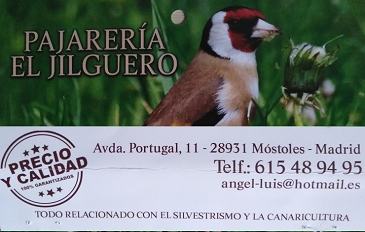 PAJARERÍA
EL JILGUERO
PRECIO
Y CALIDAD
100% GARANTIZADOS
Avda. Portugal, 11 - 28931 Móstoles - Madrid
Telf.: 615 48 94 95
angel-luis@hotmail.es
TODO RELACIONADO CON EL SILVESTRISMO Y LA CANARICULTURA